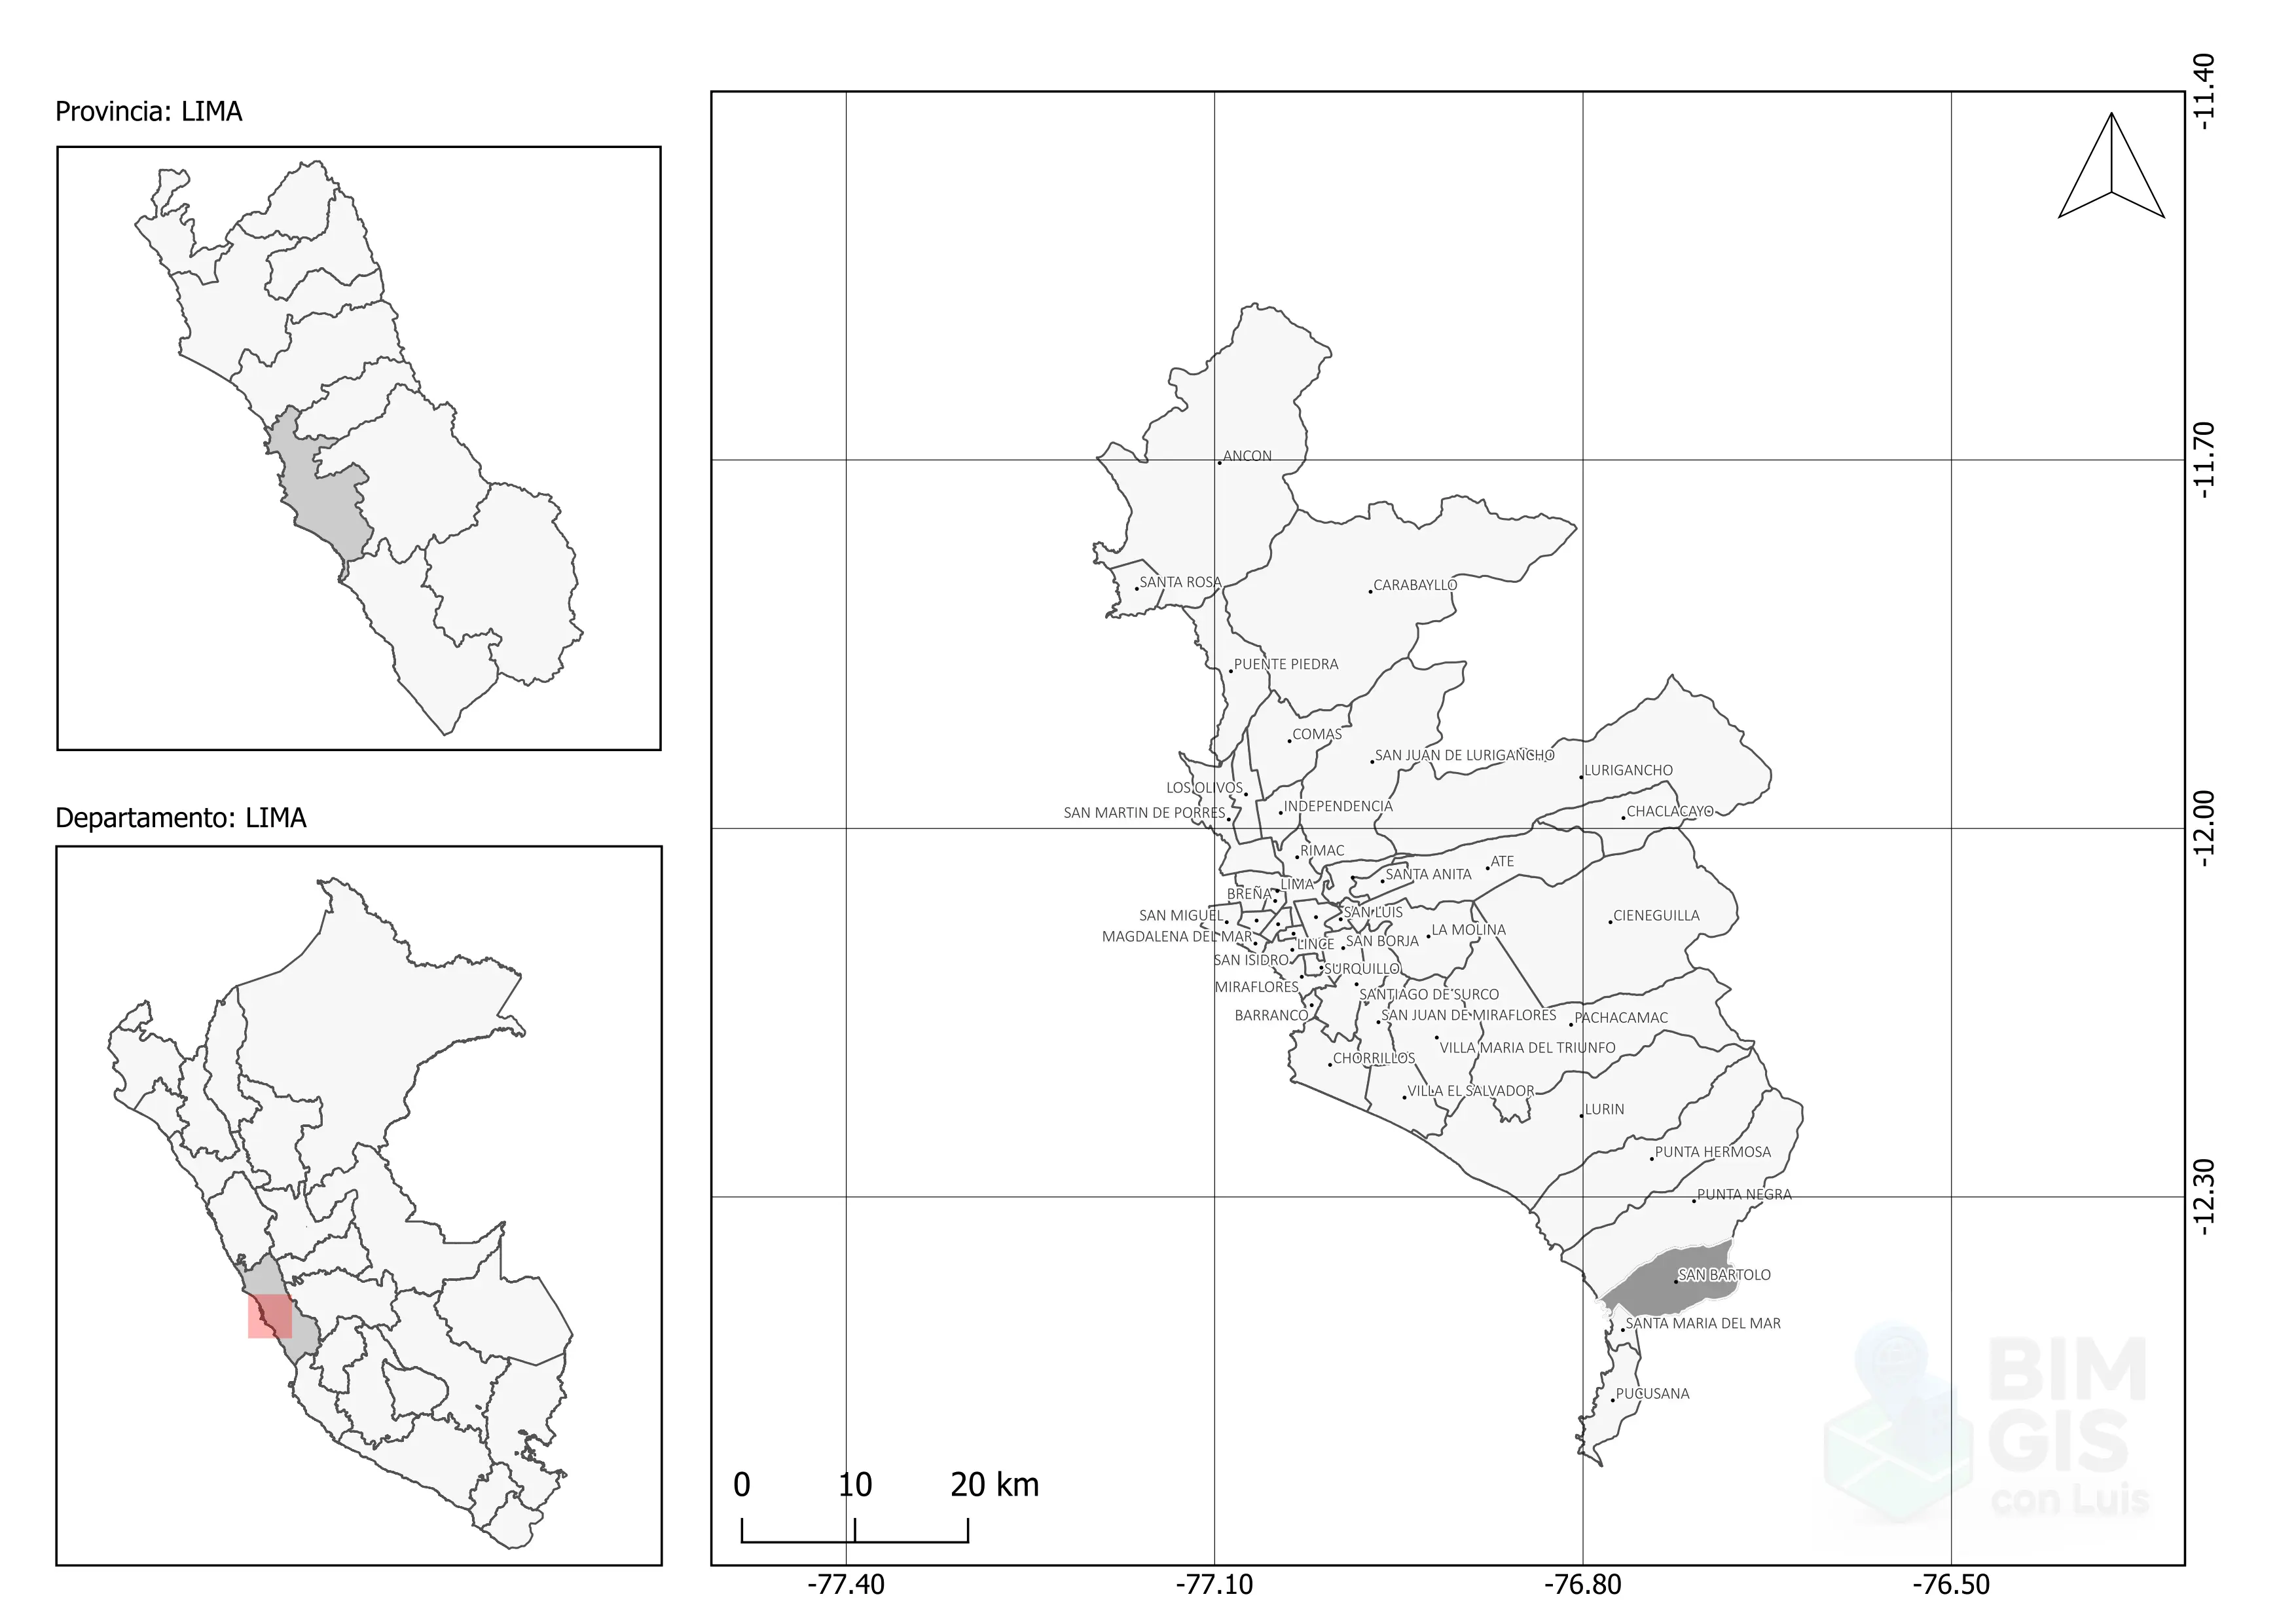 Provincia: LIMA
Departamento: LIMA
-11.40
-11.70
-12.00
-12.30
ANCON
SANTA ROSA
CARABAYLLO
PUENTE PIEDRA
COMAS
SAN JUAN DE LURIGANCHO
LURIGANCHO
LOS OLIVOS
INDEPENDENCIA
SAN MARTIN DE PORRES
CHACLACAYO
RIMAC
ATE
SANTA ANITA
LIMA
BREÑA
SAN MIGUEL
SAN LUIS
CIENEGUILLA
LA MOLINA
MAGDALENA DEL MAR
LINCE
SAN BORJA
SAN ISIDRO
SURQUILLO
MIRAFLORES
SANTIAGO DE SURCO
BARRANCO
SAN JUAN DE MIRAFLORES
PACHACAMAC
VILLA MARIA DEL TRIUNFO
CHORRILLOS
VILLA EL SALVADOR
LURIN
PUNTA HERMOSA
PUNTA NEGRA
SAN BARTOLO
SANTA MARIA DEL MAR
PUCUSANA
BIM
GIS
con Luis
0 10 20 km
-77.40 -77.10 -76.80 -76.50